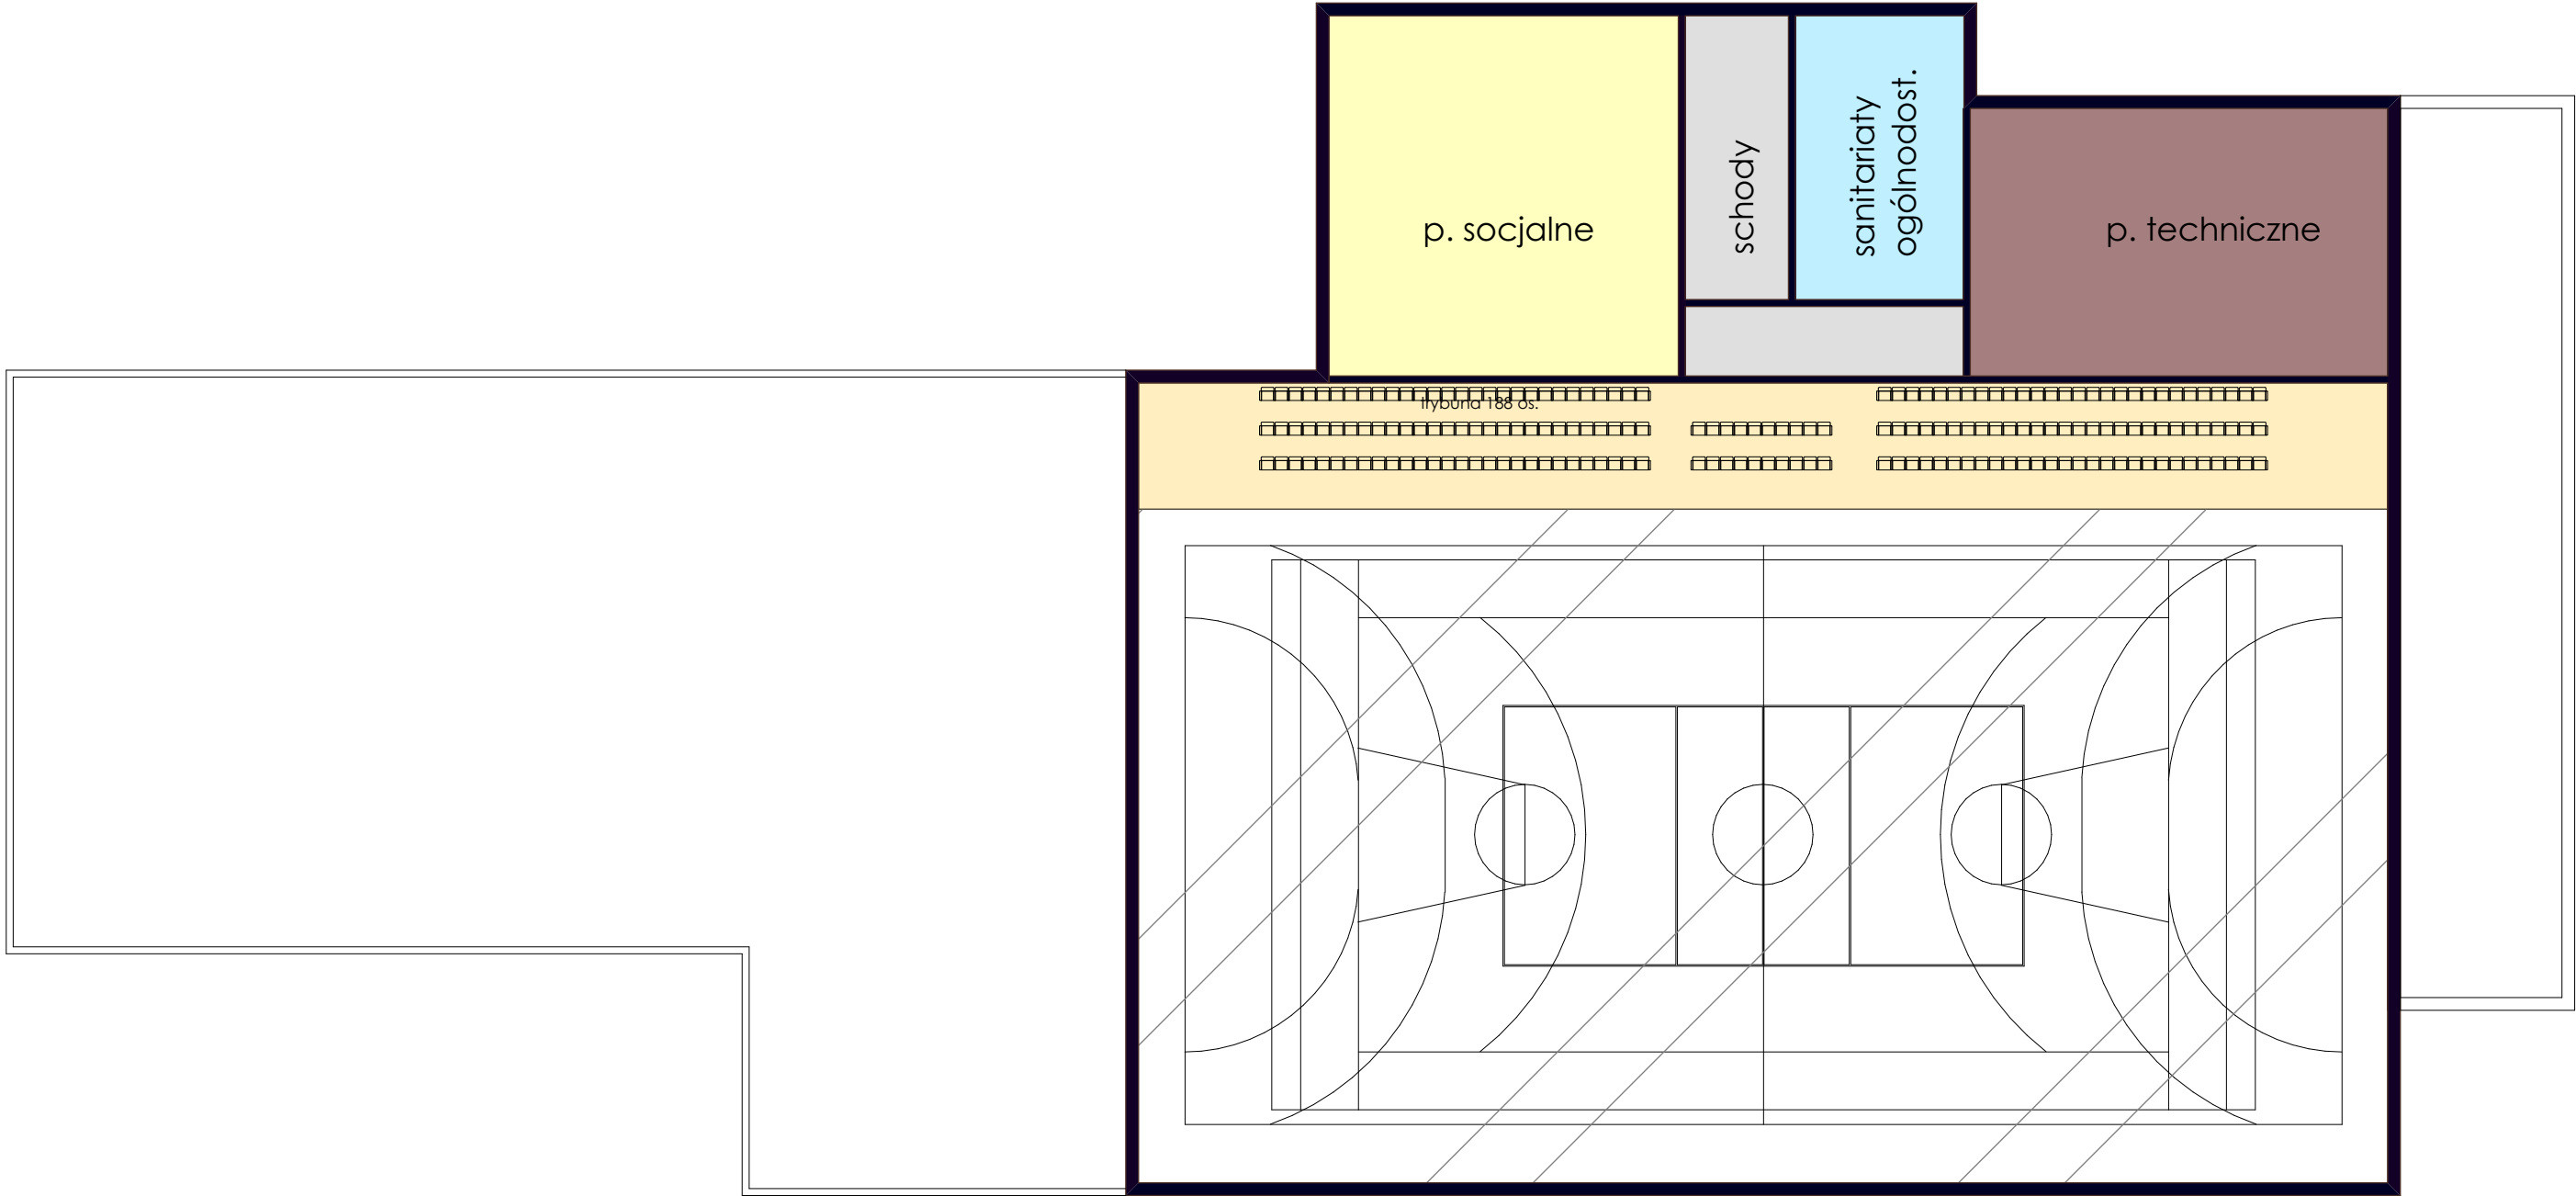 p. socjalne
schody
sanitariaty
ogólnodost.
p. techniczne
trybuna 188 os.